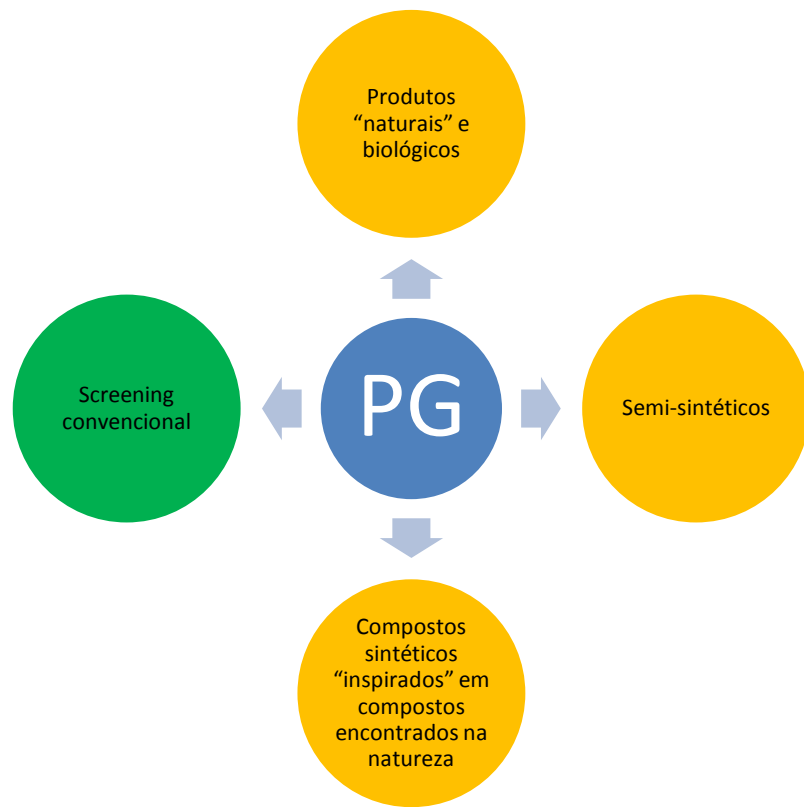 Produtos
“naturais” e
biológicos
Screening
convencional
PG
Semi-sintéticos
Compostos
sintéticos
“inspirados” em
compostos
encontrados na
natureza